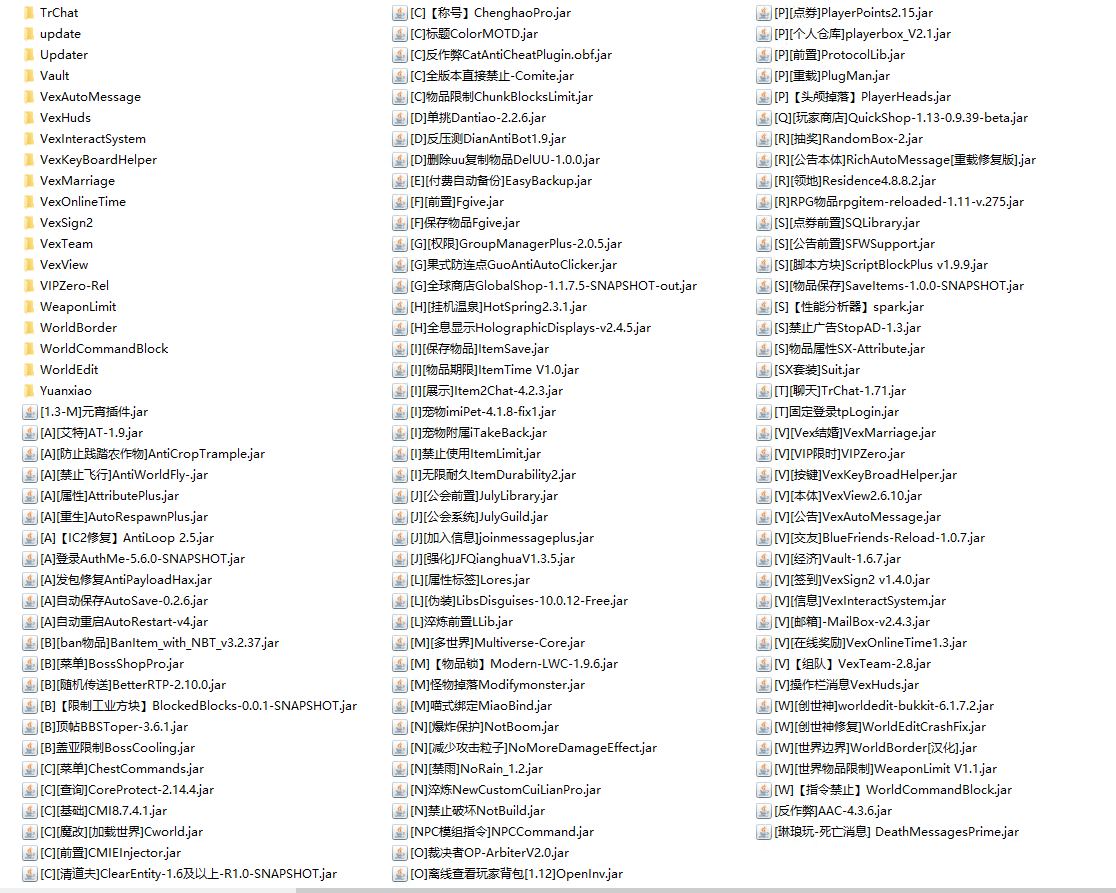 TrChat
update
Updater
Vault
VexAutoMessage
VexHuds
VexInteractSystem
VexKeyBoardHelper
VexMarriage
VexOnlineTime
VexSign2
VexTeam
VexView
VIPZero-Rel
WeaponLimit
WorldBorder
WorldCommandBlock
WorldEdit
Yuanxiao
[1.3-M]元宵插件.jar
[A][艾特]AT-1.9.jar
[A][防止践踏农作物]AntiCropTrample.jar
[A][禁止飞行]AntiWorldFly-.jar
[A][属性]AttributePlus.jar
[A][重生]AutoRespawnPlus.jar
[A]【IC2修复】AntiLoop 2.5.jar
[A]登录AuthMe-5.6.0-SNAPSHOT.jar
[A]发包修复AntiPayloadHax.jar
[A]自动保存AutoSave-0.2.6.jar
[A]自动重启AutoRestart-v4.jar
[B][ban物品]BanItem_with_NBT_v3.2.37.jar
[B][菜单]BossShopPro.jar
[B][随机传送]BetterRTP-2.10.0.jar
[B]【限制工业方块】BlockedBlocks-0.0.1-SNAPSHOT.jar
[B]顶帖BBSToper-3.6.1.jar
[B]盖亚限制BossCooling.jar
[C][菜单]ChestCommands.jar
[C][查询]CoreProtect-2.14.4.jar
[C][基础]CMI8.7.4.1.jar
[C][魔改][加载世界]Cworld.jar
[C][前置]CMIEInjector.jar
[C][清道夫]ClearEntity-1.6及以上-R1.0-SNAPSHOT.jar
[C]【称号】ChenghaoPro.jar
[C]标题ColorMOTD.jar
[C]反作弊CatAntiCheatPlugin.obf.jar
[C]全版本直接禁止-Comite.jar
[C]物品限制ChunkBlocksLimit.jar
[D]单挑Dantiao-2.2.6.jar
[D]反压测DianAntiBot1.9.jar
[D]删除uu复制物品DelUU-1.0.0.jar
[E][付费自动备份]EasyBackup.jar
[F][前置]Fgive.jar
[F]保存物品Fgive.jar
[G][权限]GroupManagerPlus-2.0.5.jar
[G]果式防连点GuoAntiAutoClicker.jar
[G]全球商店GlobalShop-1.1.7.5-SNAPSHOT-out.jar
[H][挂机温泉]HotSpring2.3.1.jar
[H]全息显示HolographicDisplays-v2.4.5.jar
[I][保存物品]ItemSave.jar
[I][物品期限]ItemTime V1.0.jar
[I][展示]Item2Chat-4.2.3.jar
[I]宠物imiPet-4.1.8-fix1.jar
[I]宠物附属iTakeBack.jar
[I]禁止使用ItemLimit.jar
[I]无限耐久ItemDurability2.jar
[J][公会前置]JulyLibrary.jar
[J][公会系统]JulyGuild.jar
[J][加入信息]joinmessageplus.jar
[J][强化]JFQianghuaV1.3.5.jar
[L][属性标签]Lores.jar
[L][伪装]LibsDisguises-10.0.12-Free.jar
[L]淬炼前置LLib.jar
[M][多世界]Multiverse-Core.jar
[M]【物品锁】Modern-LWC-1.9.6.jar
[M]怪物掉落Modifymonster.jar
[M]喵式绑定MiaoBind.jar
[N][爆炸保护]NotBoom.jar
[N][减少攻击粒子]NoMoreDamageEffect.jar
[N][禁雨]NoRain_1.2.jar
[N]淬炼NewCustomCuiLianPro.jar
[N]禁止破坏NotBuild.jar
[NPC模组指令]NPCCommand.jar
[O]裁决者OP-ArbiterV2.0.jar
[O]离线查看玩家背包[1.12]OpenInv.jar
[P][点券]PlayerPoints2.15.jar
[P][个人仓库]playerbox_V2.1.jar
[P][前置]ProtocolLib.jar
[P][重载]PlugMan.jar
[P]【头颅掉落】PlayerHeads.jar
[Q][玩家商店]QuickShop-1.13-0.9.39-beta.jar
[R][抽奖]RandomBox-2.jar
[R][公告本体]RichAutoMessage[重载修复版].jar
[R][领地]Residence4.8.8.2.jar
[R]RPG物品rpgitem-reloaded-1.11-v.275.jar
[S][点券前置]SQLibrary.jar
[S][公告前置]SFWSupport.jar
[S][脚本方块]ScriptBlockPlus v1.9.9.jar
[S][物品保存]SaveItems-1.0.0-SNAPSHOT.jar
[S]【性能分析器】spark.jar
[S]禁止广告StopAD-1.3.jar
[S]物品属性SX-Attribute.jar
[SX套装]Suit.jar
[T][聊天]TrChat-1.71.jar
[T]固定登录tpLogin.jar
[V][Vex结婚]VexMarriage.jar
[V][VIP限时]VIPZero.jar
[V][按键]VexKeyBroadHelper.jar
[V][本体]VexView2.6.10.jar
[V][公告]VexAutoMessage.jar
[V][交友]BlueFriends-Reload-1.0.7.jar
[V][经济]Vault-1.6.7.jar
[V][签到]VexSign2 v1.4.0.jar
[V][信息]VexInteractSystem.jar
[V][邮箱]-MailBox-v2.4.3.jar
[V][在线奖励]VexOnlineTime1.3.jar
[V]【组队】VexTeam-2.8.jar
[V]操作栏消息VexHuds.jar
[W][创世神]worldedit-bukkit-6.1.7.2.jar
[W][创世神修复]WorldEditCrashFix.jar
[W][世界边界]WorldBorder[汉化].jar
[W][世界物品限制]WeaponLimit V1.1.jar
[W]【指令禁止】WorldCommandBlock.jar
[反作弊]AAC-4.3.6.jar
[琳琅玩-死亡消息] DeathMessagesPrime.jar